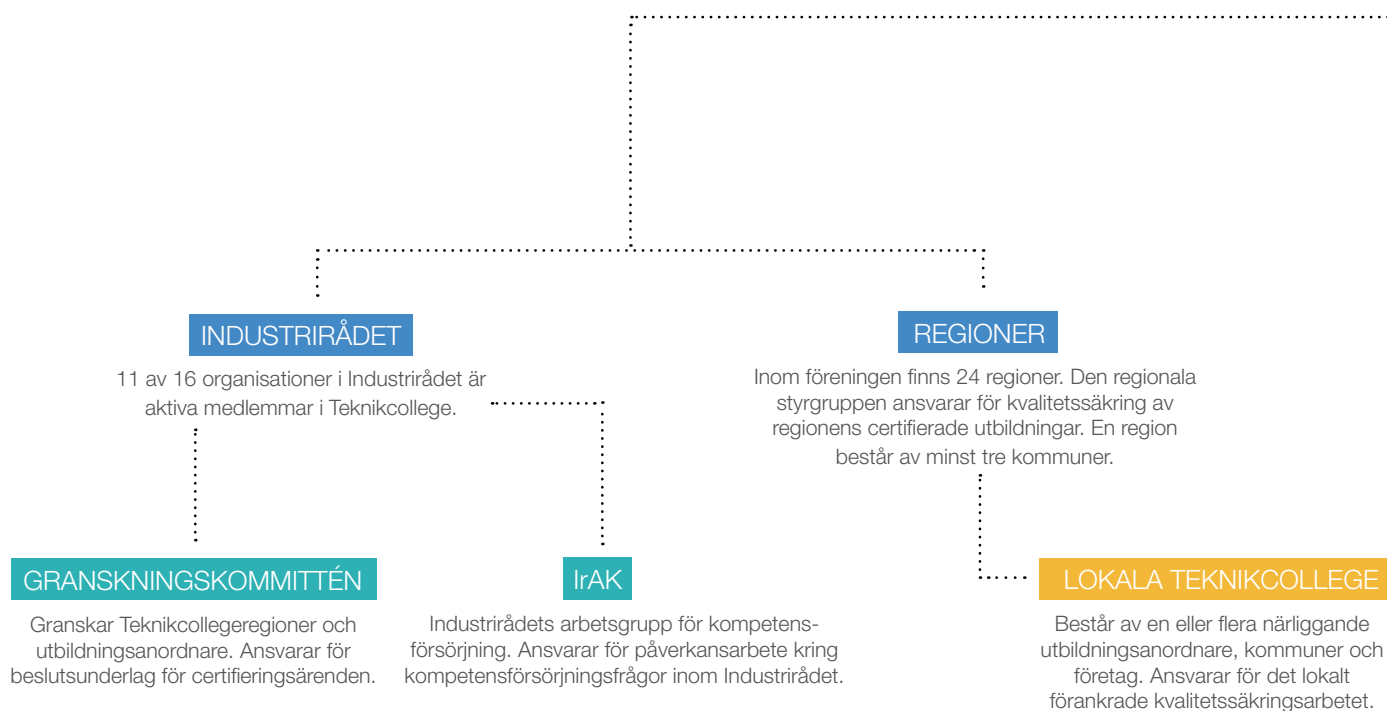 INDUSTRIRÅDET
11 av 16 organisationer i Industrirådet är
aktiva medlemmar i Teknikcollege.
REGIONER
Inom föreningen finns 24 regioner. Den regionala
styrgruppen ansvarar för kvalitetssäkring av
regionens certifierade utbildningar. En region
består av minst tre kommuner.
GRANSKNINGSKOMMITTÉN
Granskar Teknikcollegeregioner och
utbildningsanordnare. Ansvarar för
beslutsunderlag för certifieringsärenden.
IrAK
Industrirådets arbetsgrupp för kompetens-
försörjning. Ansvarar för påverkansarbete kring
kompetensförsörjningsfrågor inom Industrirådet.
LOKALA TEKNIKCOLLEGE
Består av en eller flera närliggande
utbildningsanordnare, kommuner och
företag. Ansvarar för det lokalt
förankrade kvalitetssäkringsarbetet.